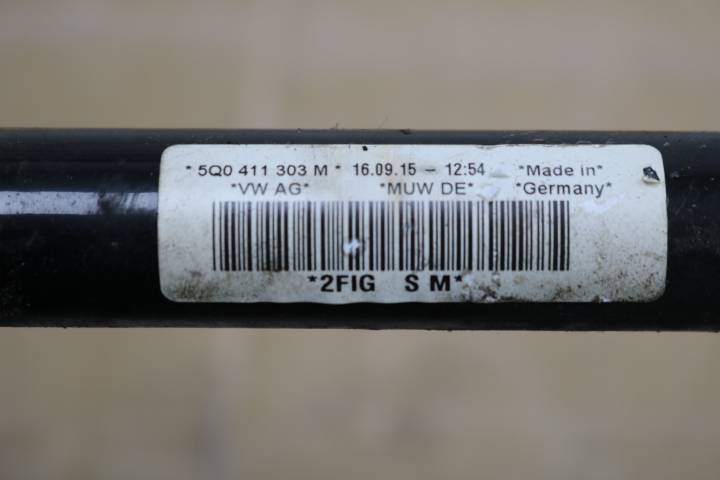 * 5Q0 411 303 M * 16.09.15 – 12:54 *Made in*
*VW AG* *MUW DE* *Germany*
*2FIG S M*